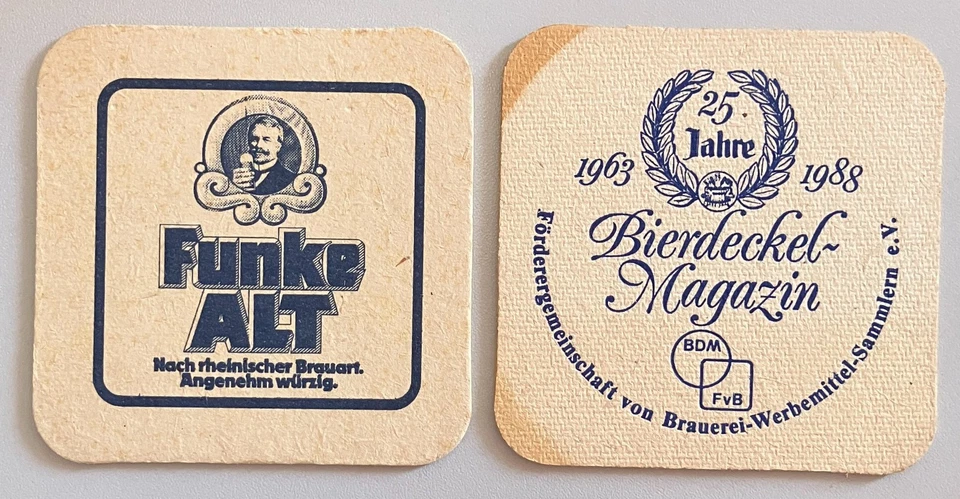 Funke
ALT
Nach rheinischer Brauart.
Angenehm würzig.
25
Jahre
1963 1988
Bierdeckel-
Magazin
BDM
FvB
Förderergemeinschaft von Brauerei-Werbemittel-Sammlern e.V.